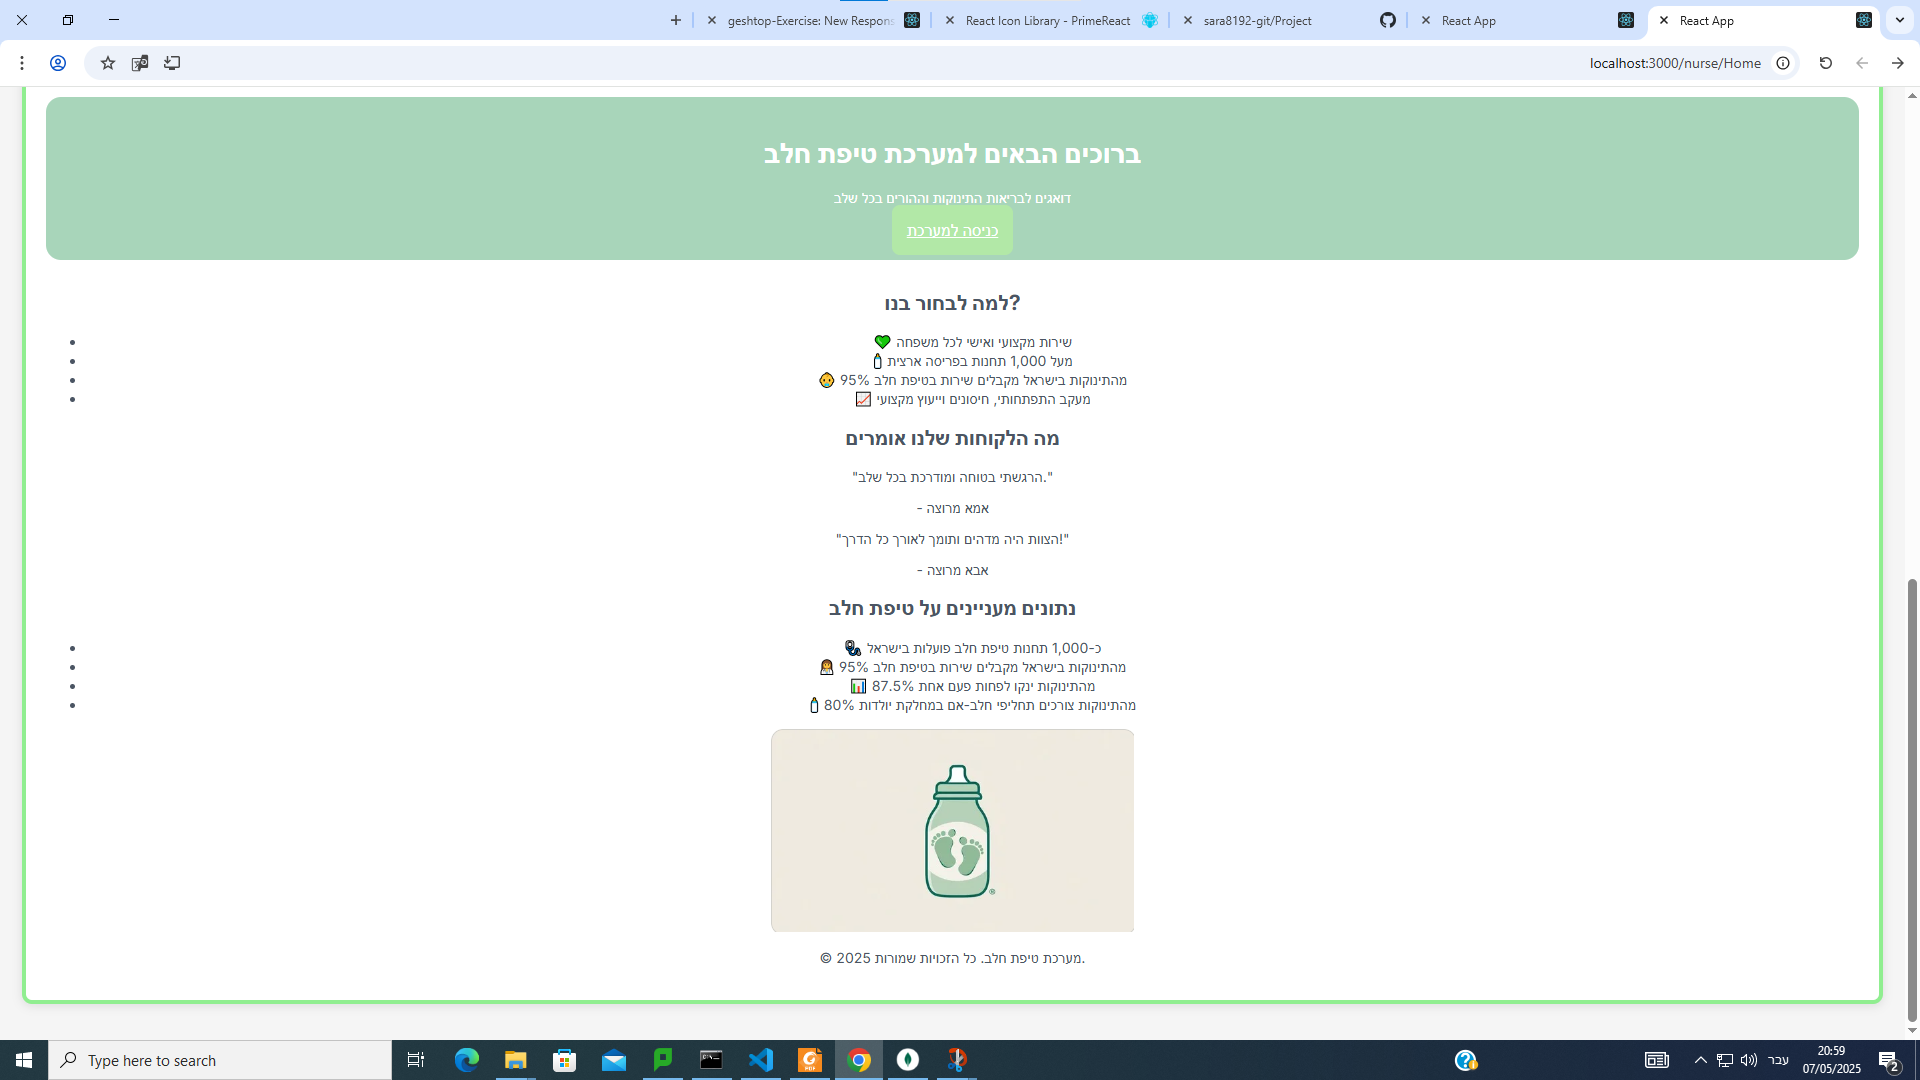 geshtop-Exercise: New Respons
React Icon Library - PrimeReact
sara8192-git/Project
React App
React App
localhost:3000/nurse/Home
ברוכים הבאים למערכת טיפת חלב
דואגים לבריאות התינוקות וההורים בכל שלב
כניסה למערכת
למה לבחור בנו?
💚 שירות מקצועי ואישי לכל משפחה
🍼 מעל 1,000 תחנות בפריסה ארצית
👶 95% מהתינוקות בישראל מקבלים שירות בטיפת חלב
📈 מעקב התפתחותי, חיסונים וייעוץ מקצועי
מה הלקוחות שלנו אומרים
"הרגשתי בטוחה ומודרכת בכל שלב."
- אמא מרוצה
"הצוות היה מדהים ותומך לאורך כל הדרך!"
- אבא מרוצה
נתונים מעניינים על טיפת חלב
🩺 כ-1,000 תחנות טיפת חלב פועלות בישראל
👩‍⚕️ 95% מהתינוקות בישראל מקבלים שירות בטיפת חלב
📊 87.5% מהתינוקות ינקו לפחות פעם אחת
🍼 80% מהתינוקות צורכים תחליפי חלב-אם במחלקת יולדות
© 2025 מערכת טיפת חלב. כל הזכויות שמורות.
Type here to search
עבר
20:59
07/05/2025
2